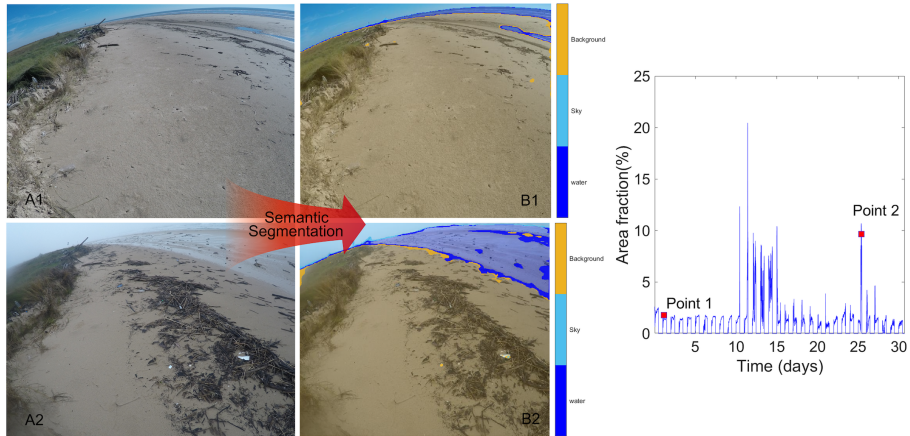 A1
B1
Background
Sky
water
Semantic
Segmentation
A2
B2
Background
Sky
water
Area fraction(%)
25
20
15
10
5
0
Point 1
Point 2
5
10
15
20
25
30
Time (days)